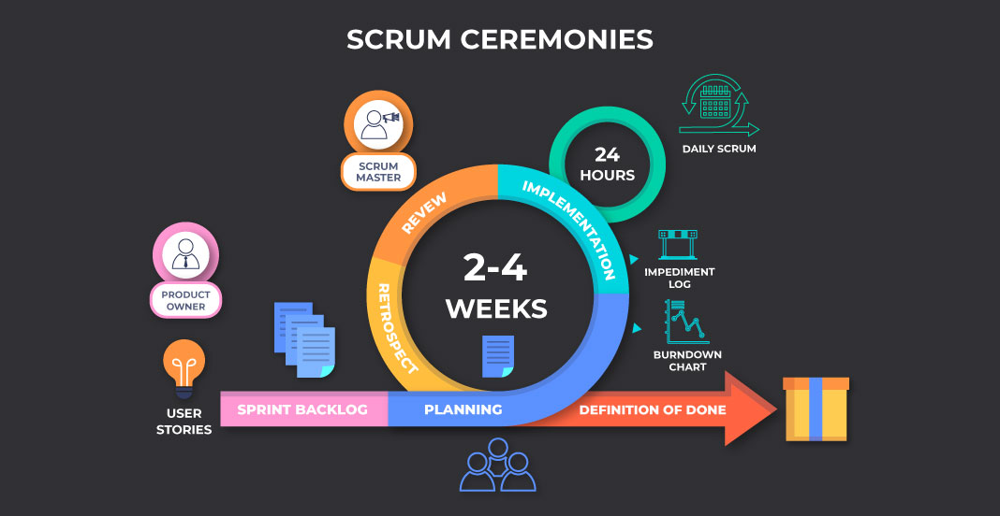 SCRUM CEREMONIES
SCRUM
MASTER
24
HOURS
DAILY SCRUM
REVEW
IMPLEMENTATION
PRODUCT
OWNER
2-4
WEEKS
RETROSPECT
IMPEDIMENT
LOG
BURNDOWN
CHART
USER
STORIES
SPRINT BACKLOG
PLANNING
DEFINITION OF DONE